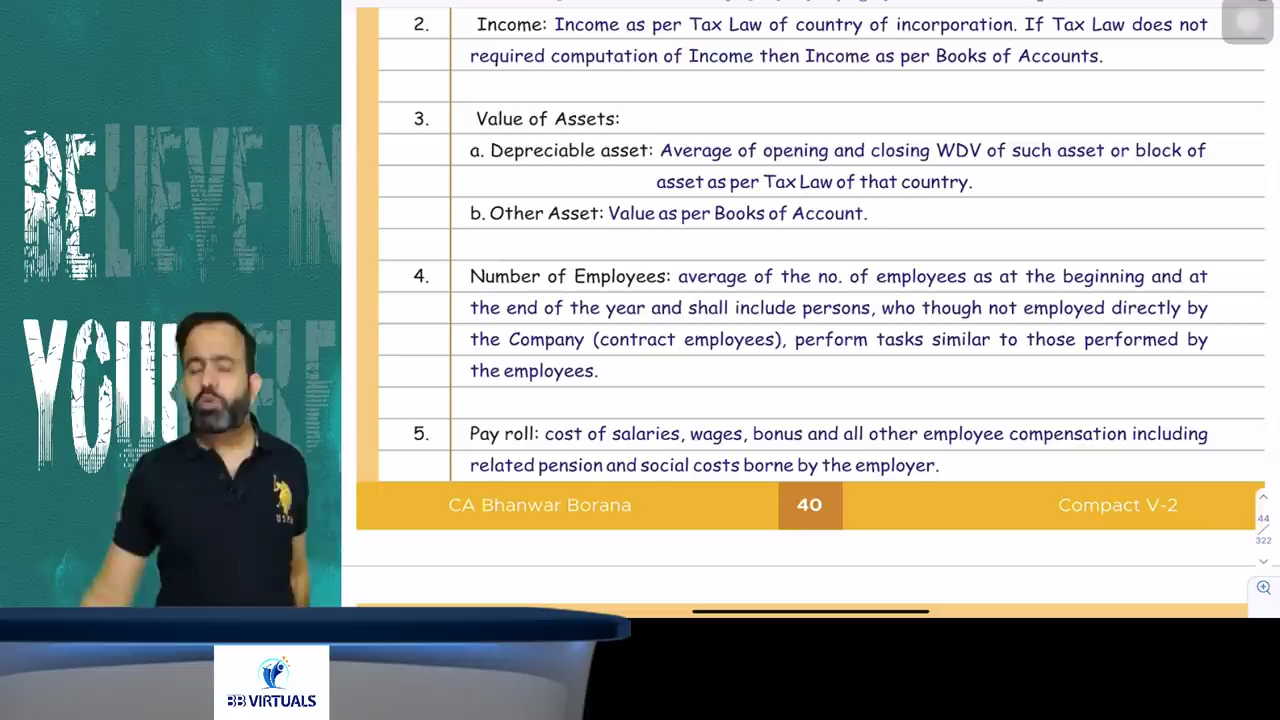 BELIEVE IN
YOURSELF
2. Income: Income as per Tax Law of country of incorporation. If Tax Law does not
required computation of Income then Income as per Books of Accounts.
3. Value of Assets:
a. Depreciable asset: Average of opening and closing WDV of such asset or block of
asset as per Tax Law of that country.
b. Other Asset: Value as per Books of Account.
4. Number of Employees: average of the no. of employees as at the beginning and at
the end of the year and shall include persons, who though not employed directly by
the Company (contract employees), perform tasks similar to those performed by
the employees.
5. Pay roll: cost of salaries, wages, bonus and all other employee compensation including
related pension and social costs borne by the employer.
CA Bhanwar Borana 40 Compact V-2
44
322
BB VIRTUALS